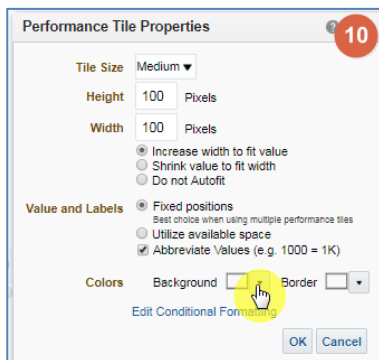 Performance Tile Properties
10
Tile Size Medium
Height 100 Pixels
Width 100 Pixels
Increase width to fit value
Shrink value to fit width
Do not Autofit
Value and Labels Fixed positions
Best choice when using multiple performance tiles
Utilize available space
Abbreviate Values (e.g. 1000 = 1K)
Colors Background Border
Edit Conditional Formatting
OK Cancel